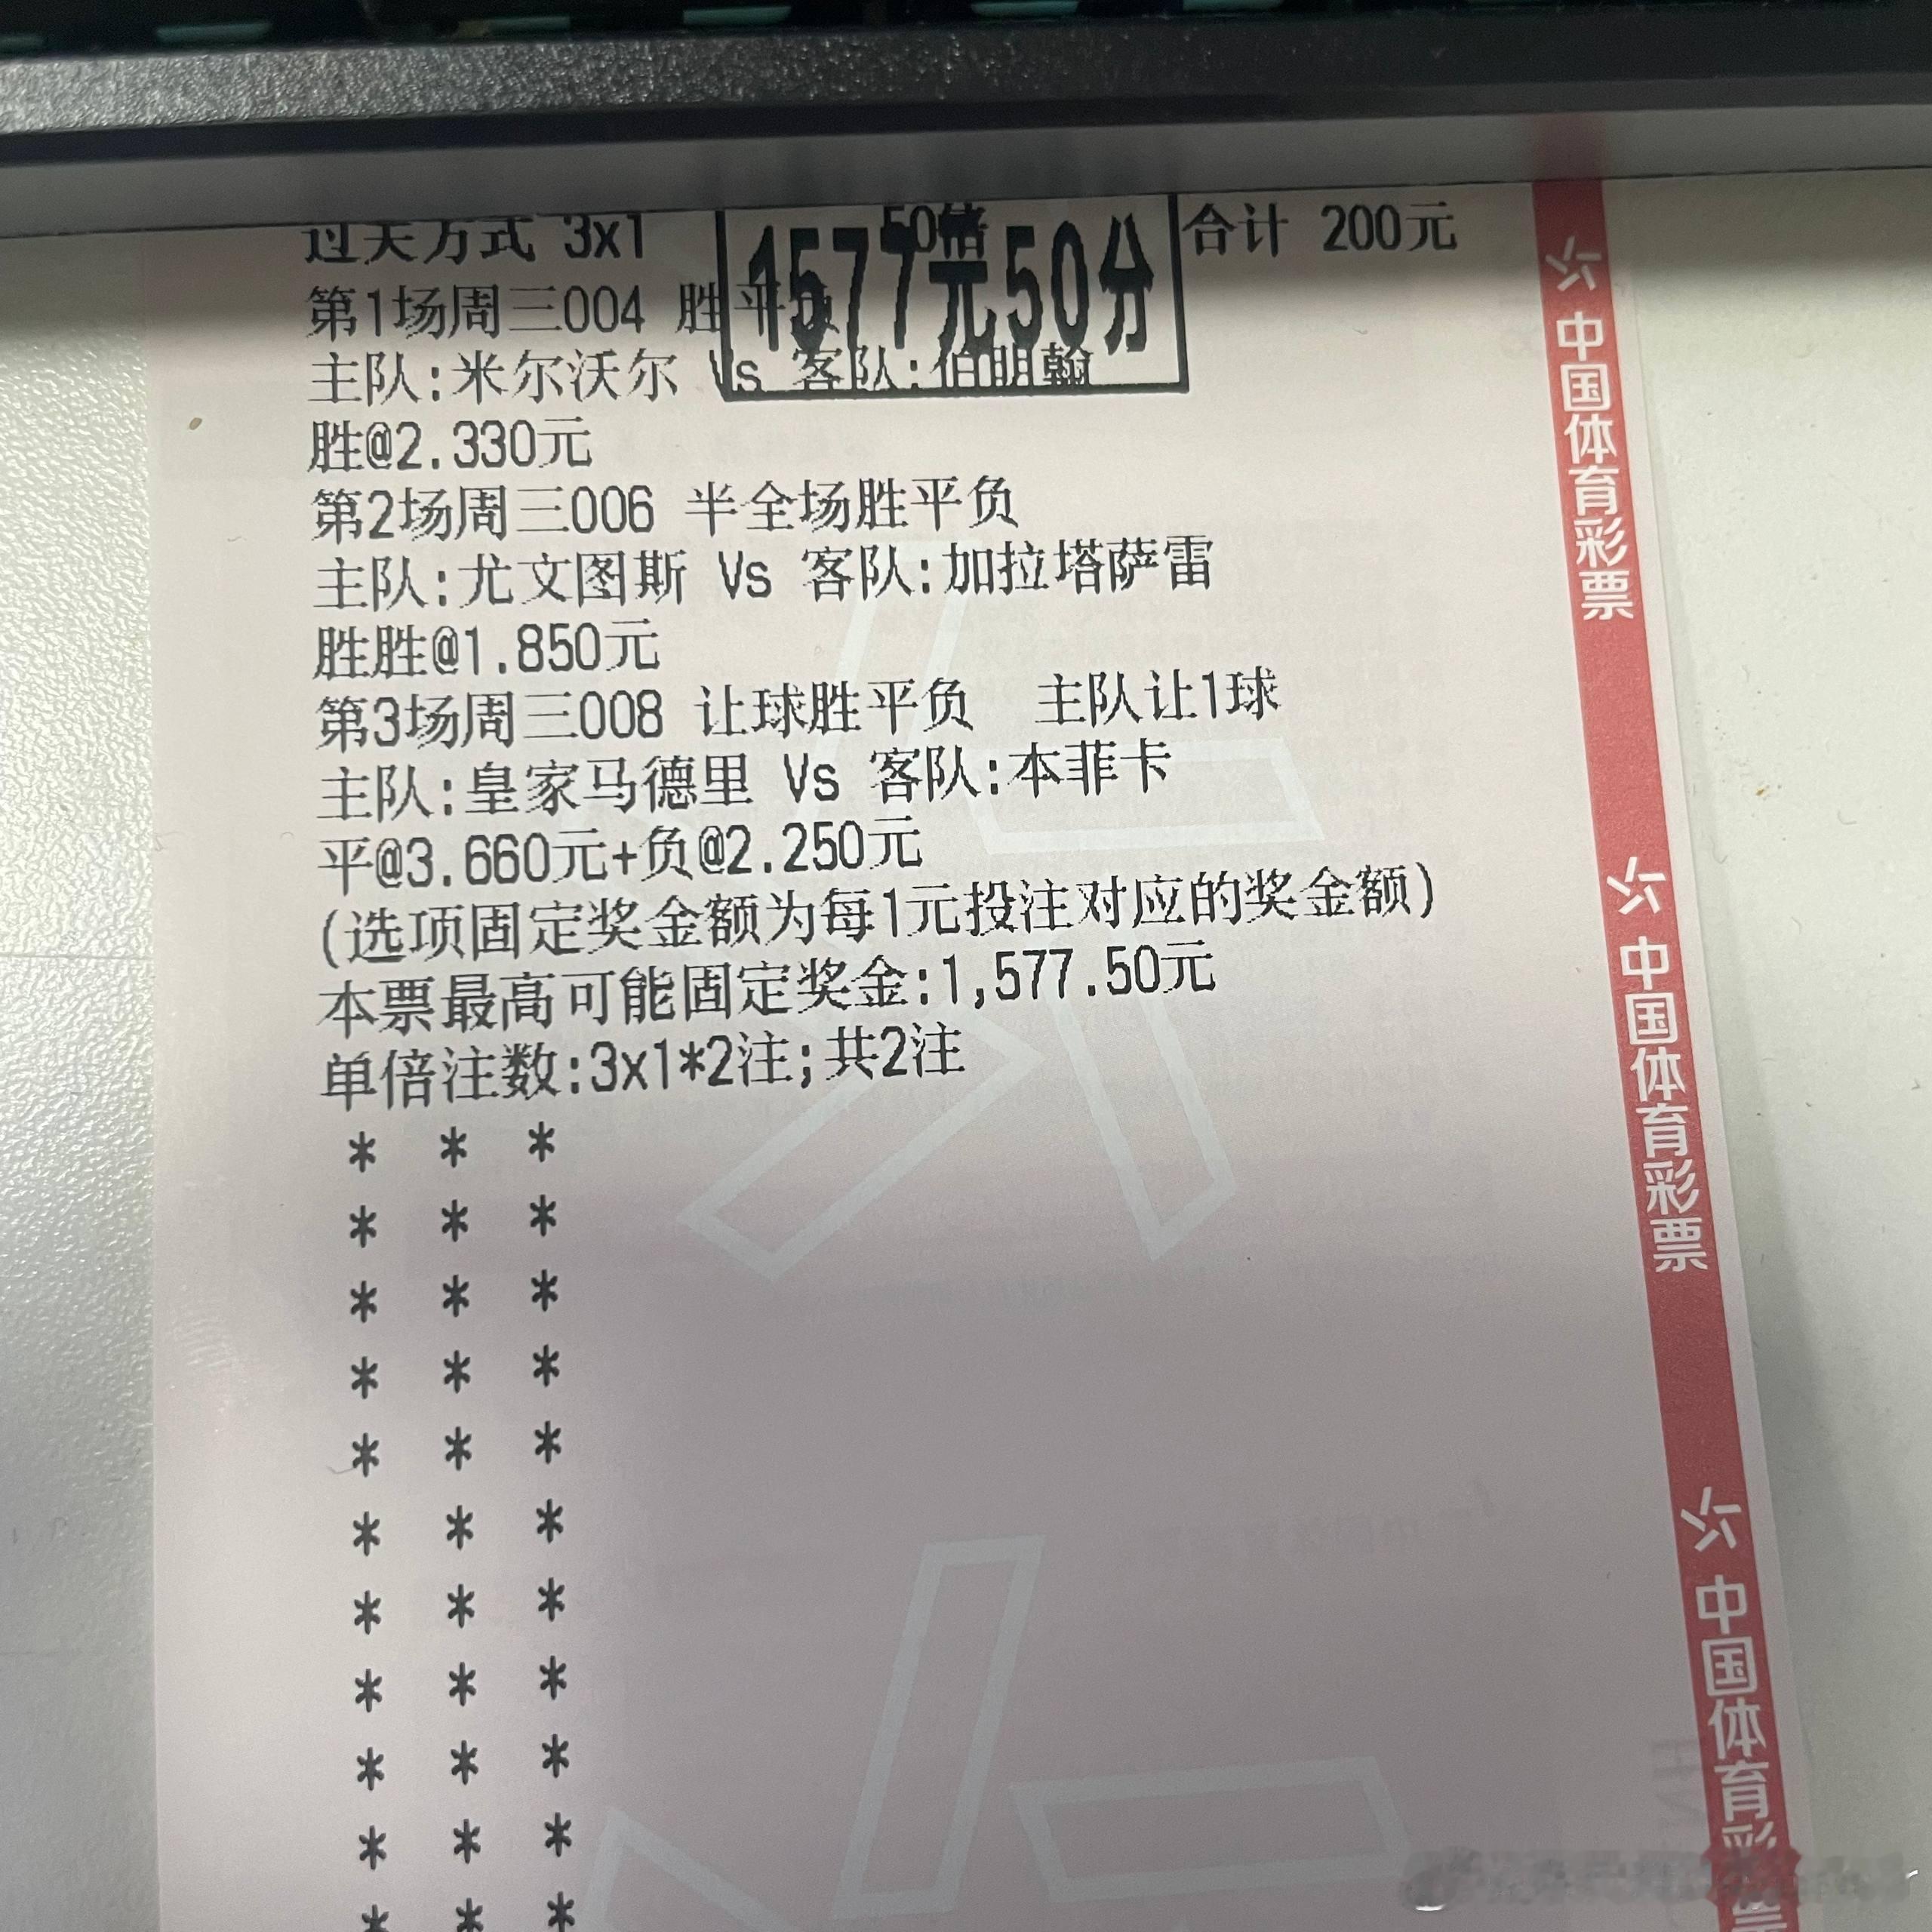 过关方式 3x1 50倍 合计 200元
1577元50分
第1场周三004 胜平负
主队:米尔沃尔 Vs 客队:伯明翰
胜@2.330元
第2场周三006 半全场胜平负
主队:尤文图斯 Vs 客队:加拉塔萨雷
胜胜@1.850元
第3场周三008 让球胜平负 主队让1球
主队:皇家马德里 Vs 客队:本菲卡
平@3.660元+负@2.250元
(选项固定奖金额为每1元投注对应的奖金额)
本票最高可能固定奖金:1,577.50元
单倍注数:3x1*2注;共2注
* * *
* * *
* * *
* * *
* * *
* * *
* * *
* * *
* * *
* * *
* * *
中国体育彩票
中国体育彩票
中国体育彩票